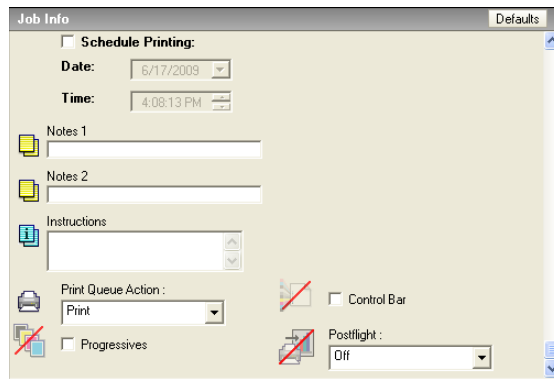 Job Info
Defaults
Schedule Printing:
Date:
6/17/2009
Time:
4:08:13 PM
Notes 1
Notes 2
Instructions
Print Queue Action :
Print
Control Bar
Progressives
Postflight :
Off